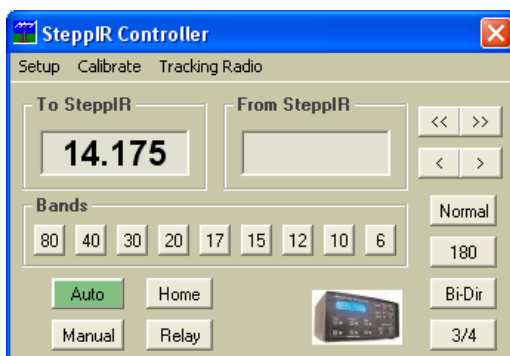 SteppIR Controller
Setup Calibrate Tracking Radio
To SteppIR From SteppIR
14.175
<< >>
< >
Bands
80 40 30 20 17 15 12 10 6
Normal
180
Auto Home Bi-Dir
Manual Relay 3/4